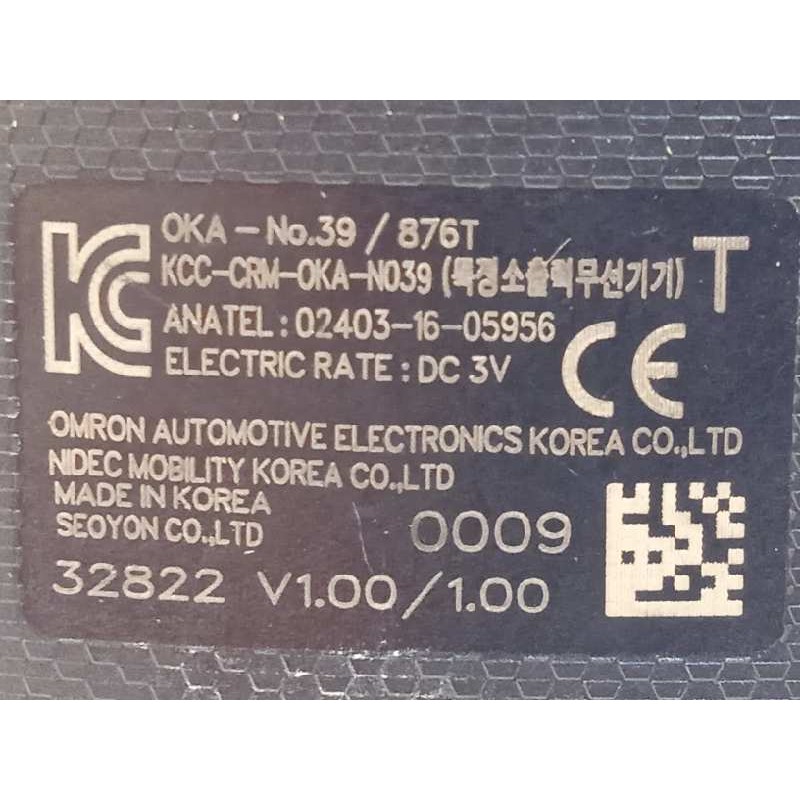 OKA - No.39 / 876T
KCC-CRM-OKA-NO39 (특정소출력무선기기)
T
ANATEL : 02403-16-05956
ELECTRIC RATE : DC 3V
CE
OMRON AUTOMOTIVE ELECTRONICS KOREA CO.,LTD
NIDEC MOBILITY KOREA CO.,LTD
MADE IN KOREA
SEOYON CO.,LTD
0009
32822 V1.00/1.00